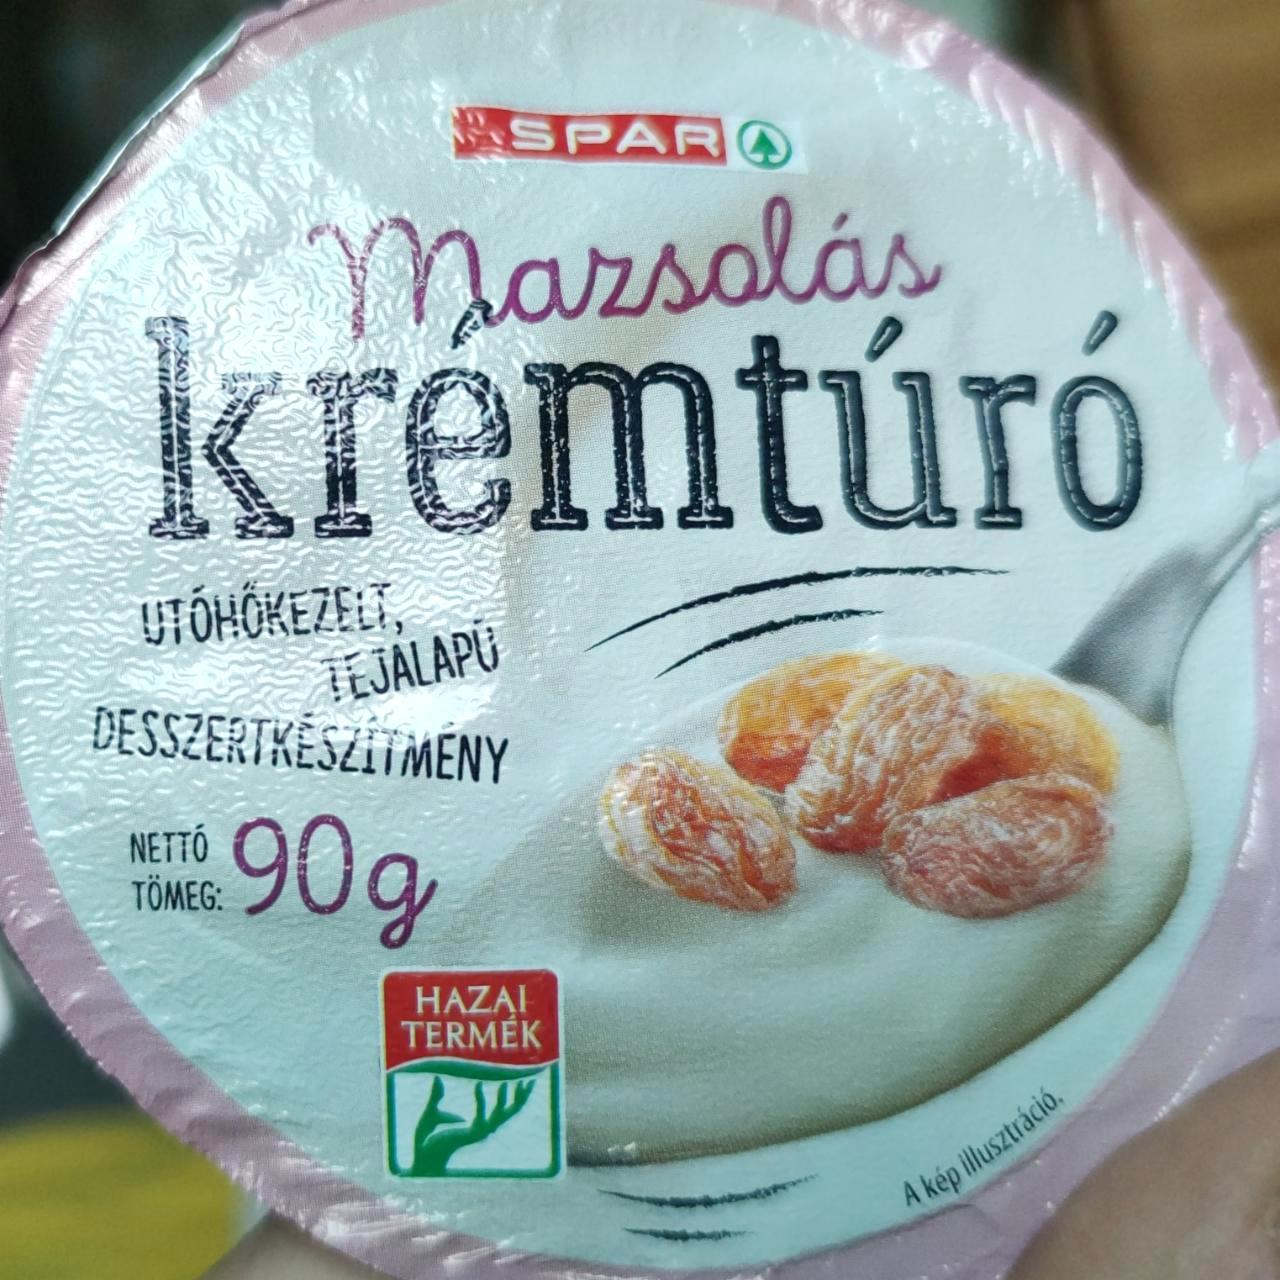 SPAR
Mazsolás
krémtúró
UTÓHŐKEZELT,
TEJALAPÚ
DESSZERTKÉSZÍTMÉNY
NETTÓ
TÖMEG: 90g
HAZAI
TERMÉK
A kép illusztráció.